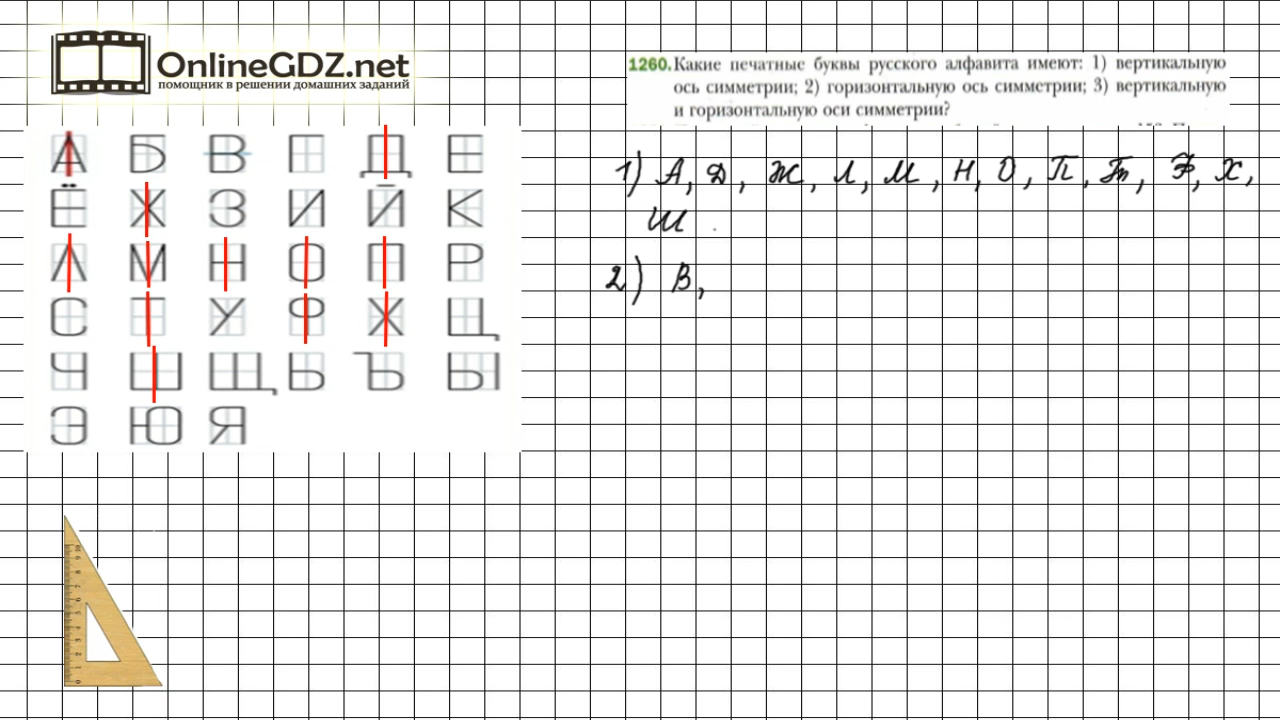 OnlineGDZ.net
помощник в решении домашних заданий
1260. Какие печатные буквы русского алфавита имеют: 1) вертикальную
ось симметрии; 2) горизонтальную ось симметрии; 3) вертикальную
и горизонтальную оси симметрии?
А Б В Г Д Е
Ё Ж З И Й К
Л М Н О П Р
С Т У Ф Х Ц
Ч Ш Щ Ь Ъ Ы
Э Ю Я
1) А, Д, Ж, Л, М, Н, О, П, Т, Ф, Х,
Ш
2) В,